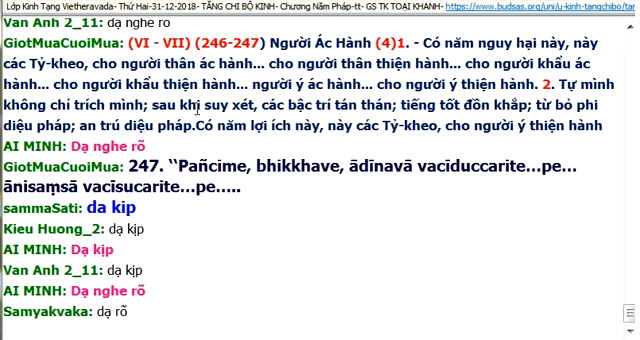 Lớp Kinh Tạng Vietheravada- Thứ Hai-31-12-2018- TĂNG CHI BỘ KINH- Chương Năm Pháp-tt- GS TK TOẠI KHANH- https://www.budsas.org/uni/u-kinh-tangchibo/tan
Van Anh 2_11: dạ nghe ro
GiotMuaCuoiMua: (VI - VII) (246-247) Người Ác Hành (4)1. - Có năm nguy hại này, này
các Tỷ-kheo, cho người thân ác hành... cho người thân thiện hành... cho người khẩu ác
hành... cho người khẩu thiện hành... người ý ác hành... cho người ý thiện hành. 2. Tự mình
không chỉ trích mình; sau khi suy xét, các bậc trí tán thán; tiếng tốt đồn khắp; từ bỏ phi
diệu pháp; an trú diệu pháp.Có năm lợi ích này, này các Tỷ-kheo, cho người ý thiện hành
AI MINH: Dạ nghe rõ
GiotMuaCuoiMua: 247. ‘‘Pañcime, bhikkhave, ādīnavā vacīduccarite…pe…
ānisaṃsā vacīsucarite…pe…..
sammaSati: da kip
Kieu Huong_2: dạ kịp
AI MINH: Dạ kịp
Van Anh 2_11: dạ kịp
AI MINH: Dạ nghe rõ
Samyakvaka: dạ rõ